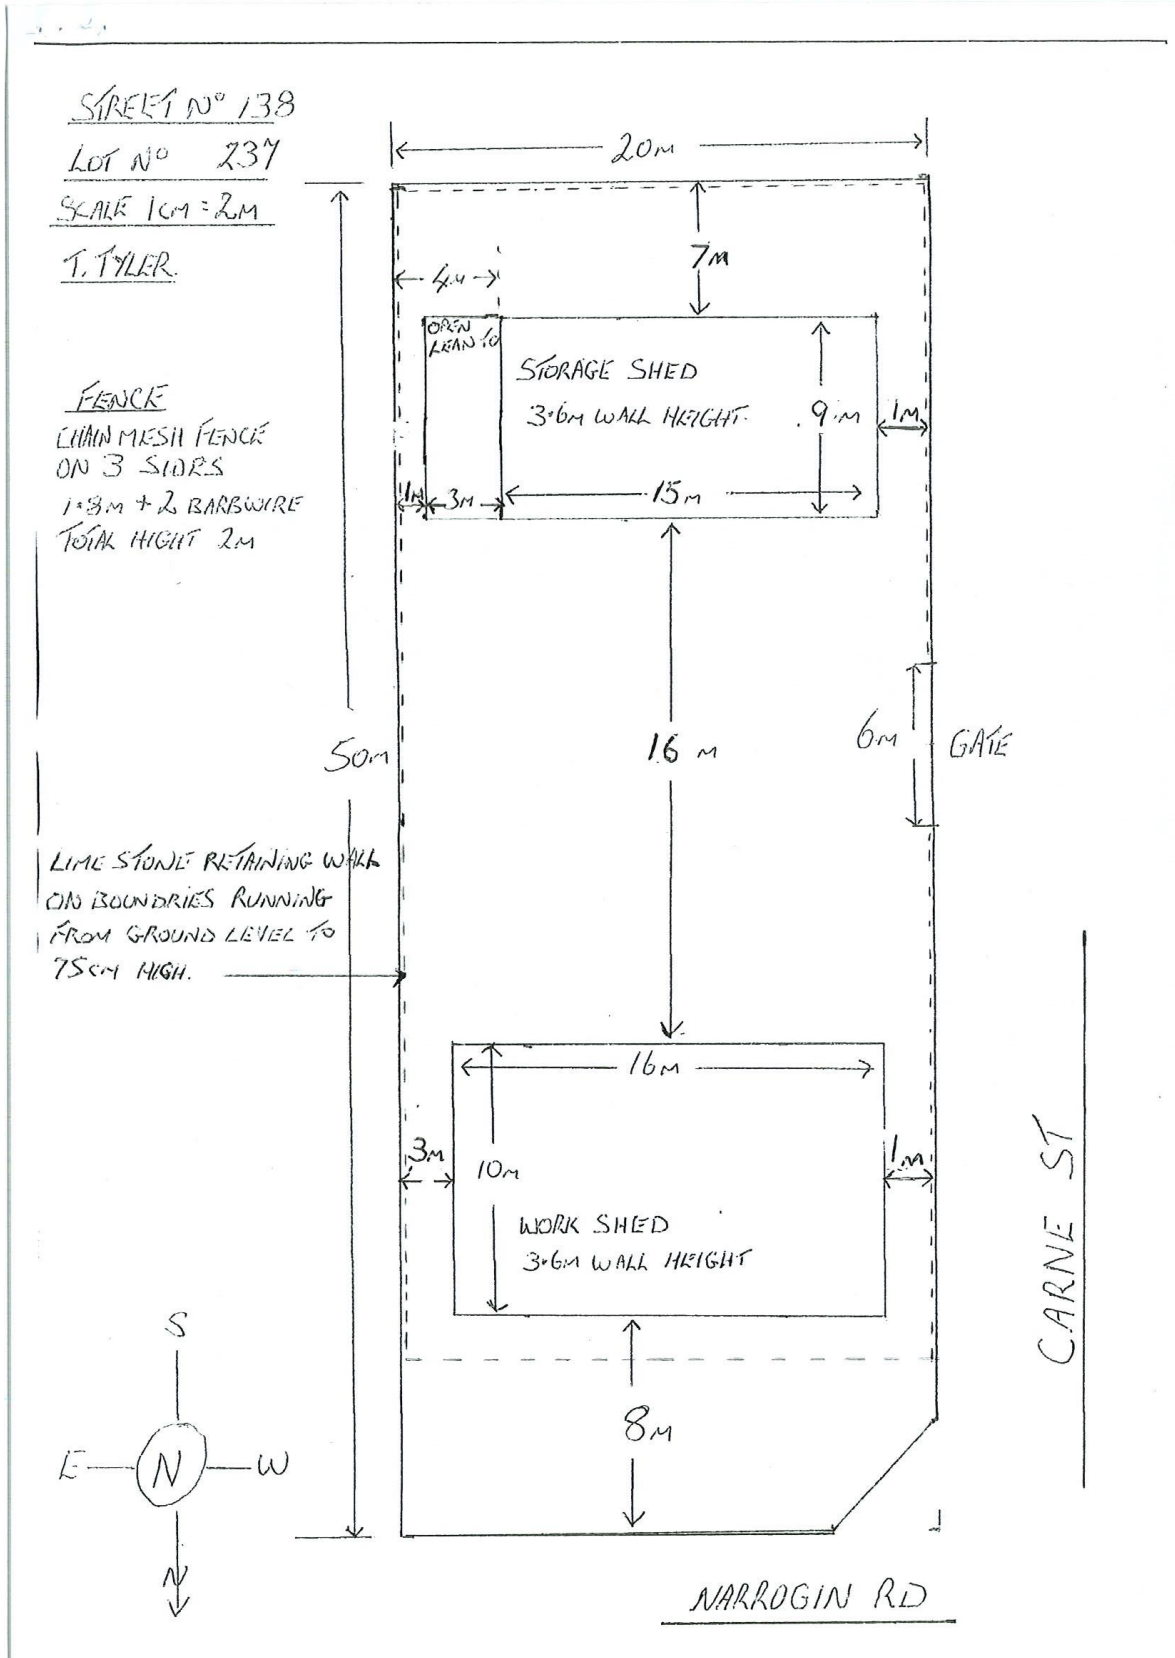 STREET Nº 138
LOT Nº 237
SCALE 1CM = 2M
T. TYLER.
20M
7M
4M
OPEN
LEAN TO
STORAGE SHED
3.6M WALL HEIGHT.
9M
1M
1M
3M
15M
FENCE
CHAIN MESH FENCE
ON 3 SIDES
1.8M + 2 BARBWIRE
TOTAL HIGHT 2M
50M
16 M
6M
GATE
LIME STONE RETAINING WALL
ON BOUNDRIES RUNNING
FROM GROUND LEVEL TO
75CM HIGH.
16M
3M
10M
1M
WORK SHED
3.6M WALL HEIGHT
CARNE ST
8M
S
E
N
W
N
NARROGIN RD